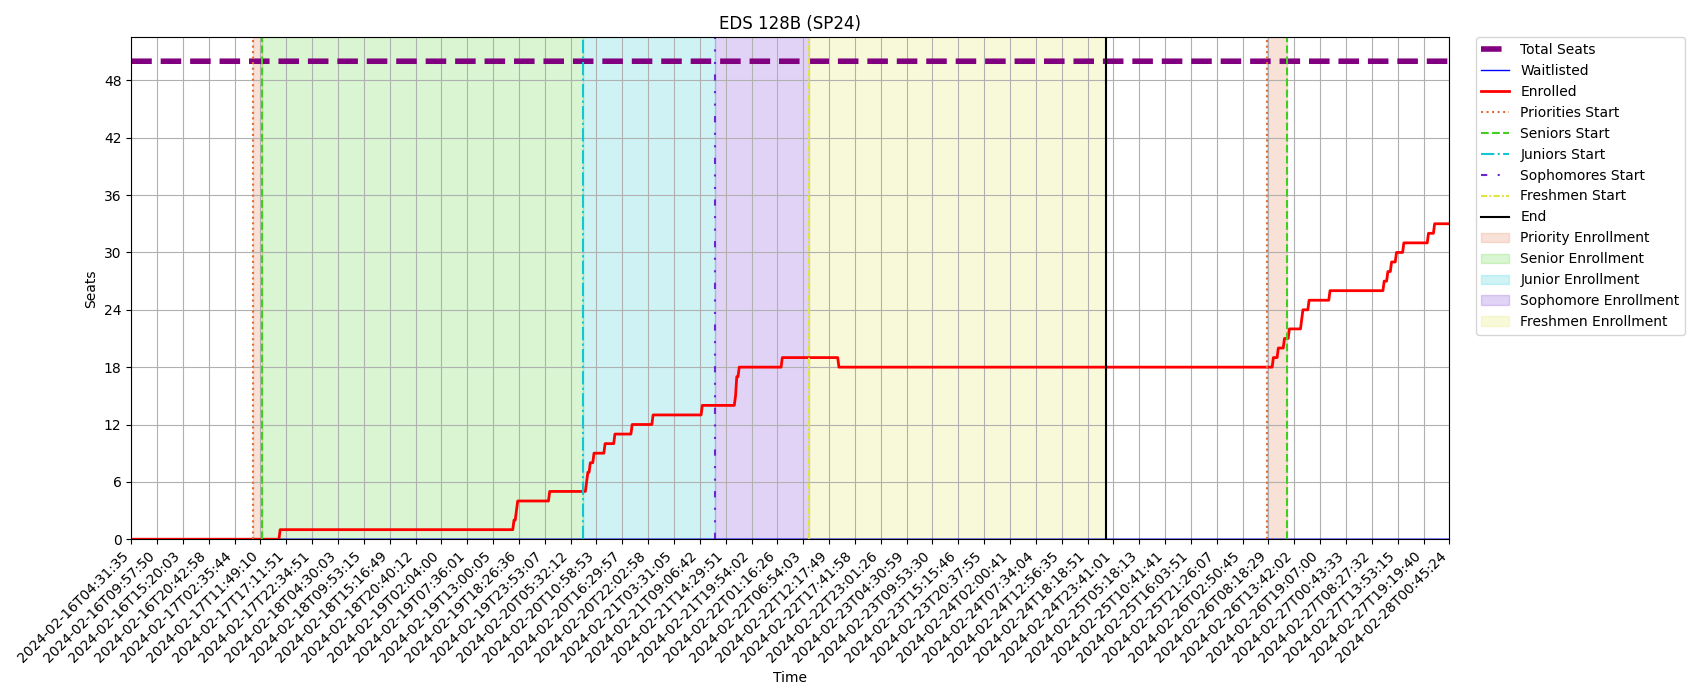 EDS 128B (SP24)
Seats
48
42
36
30
24
18
12
6
0
2024-02-16T04:31:35
2024-02-16T09:57:50
2024-02-16T15:20:03
2024-02-16T20:42:58
2024-02-17T02:35:44
2024-02-17T11:49:10
2024-02-17T17:11:51
2024-02-17T22:34:51
2024-02-18T04:30:03
2024-02-18T09:53:15
2024-02-18T15:16:49
2024-02-18T20:40:12
2024-02-19T02:04:00
2024-02-19T07:36:01
2024-02-19T13:00:05
2024-02-19T18:26:36
2024-02-19T23:53:07
2024-02-20T05:32:12
2024-02-20T10:58:53
2024-02-20T16:29:57
2024-02-20T22:02:58
2024-02-21T03:31:05
2024-02-21T09:06:42
2024-02-21T14:29:51
2024-02-21T19:54:02
2024-02-22T01:16:26
2024-02-22T06:54:03
2024-02-22T12:17:49
2024-02-22T17:41:58
2024-02-22T23:01:26
2024-02-23T04:30:59
2024-02-23T09:53:30
2024-02-23T15:15:46
2024-02-23T20:37:55
2024-02-24T02:00:41
2024-02-24T07:34:04
2024-02-24T12:56:35
2024-02-24T18:18:51
2024-02-24T23:41:01
2024-02-25T05:18:13
2024-02-25T10:41:41
2024-02-25T16:03:51
2024-02-25T21:26:07
2024-02-26T02:50:45
2024-02-26T08:18:29
2024-02-26T13:42:02
2024-02-26T19:07:00
2024-02-27T00:43:33
2024-02-27T08:27:32
2024-02-27T13:53:15
2024-02-27T19:19:40
2024-02-28T00:45:24
Time
Total Seats
Waitlisted
Enrolled
Priorities Start
Seniors Start
Juniors Start
Sophomores Start
Freshmen Start
End
Priority Enrollment
Senior Enrollment
Junior Enrollment
Sophomore Enrollment
Freshmen Enrollment